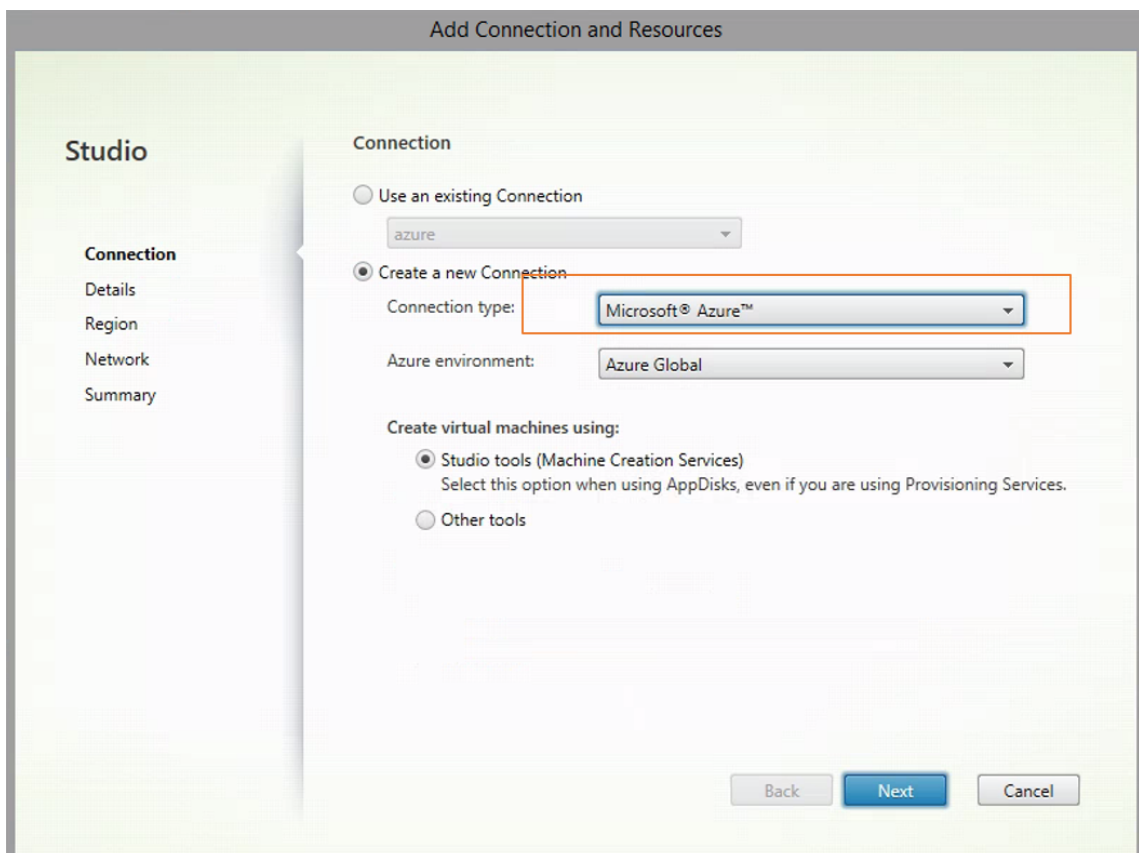 Add Connection and Resources
Studio
Connection
Details
Region
Network
Summary
Connection
Use an existing Connection
azure
Create a new Connection
Connection type:
Microsoft® Azure™
Azure environment:
Azure Global
Create virtual machines using:
Studio tools (Machine Creation Services)
Select this option when using AppDisks, even if you are using Provisioning Services.
Other tools
Back
Next
Cancel